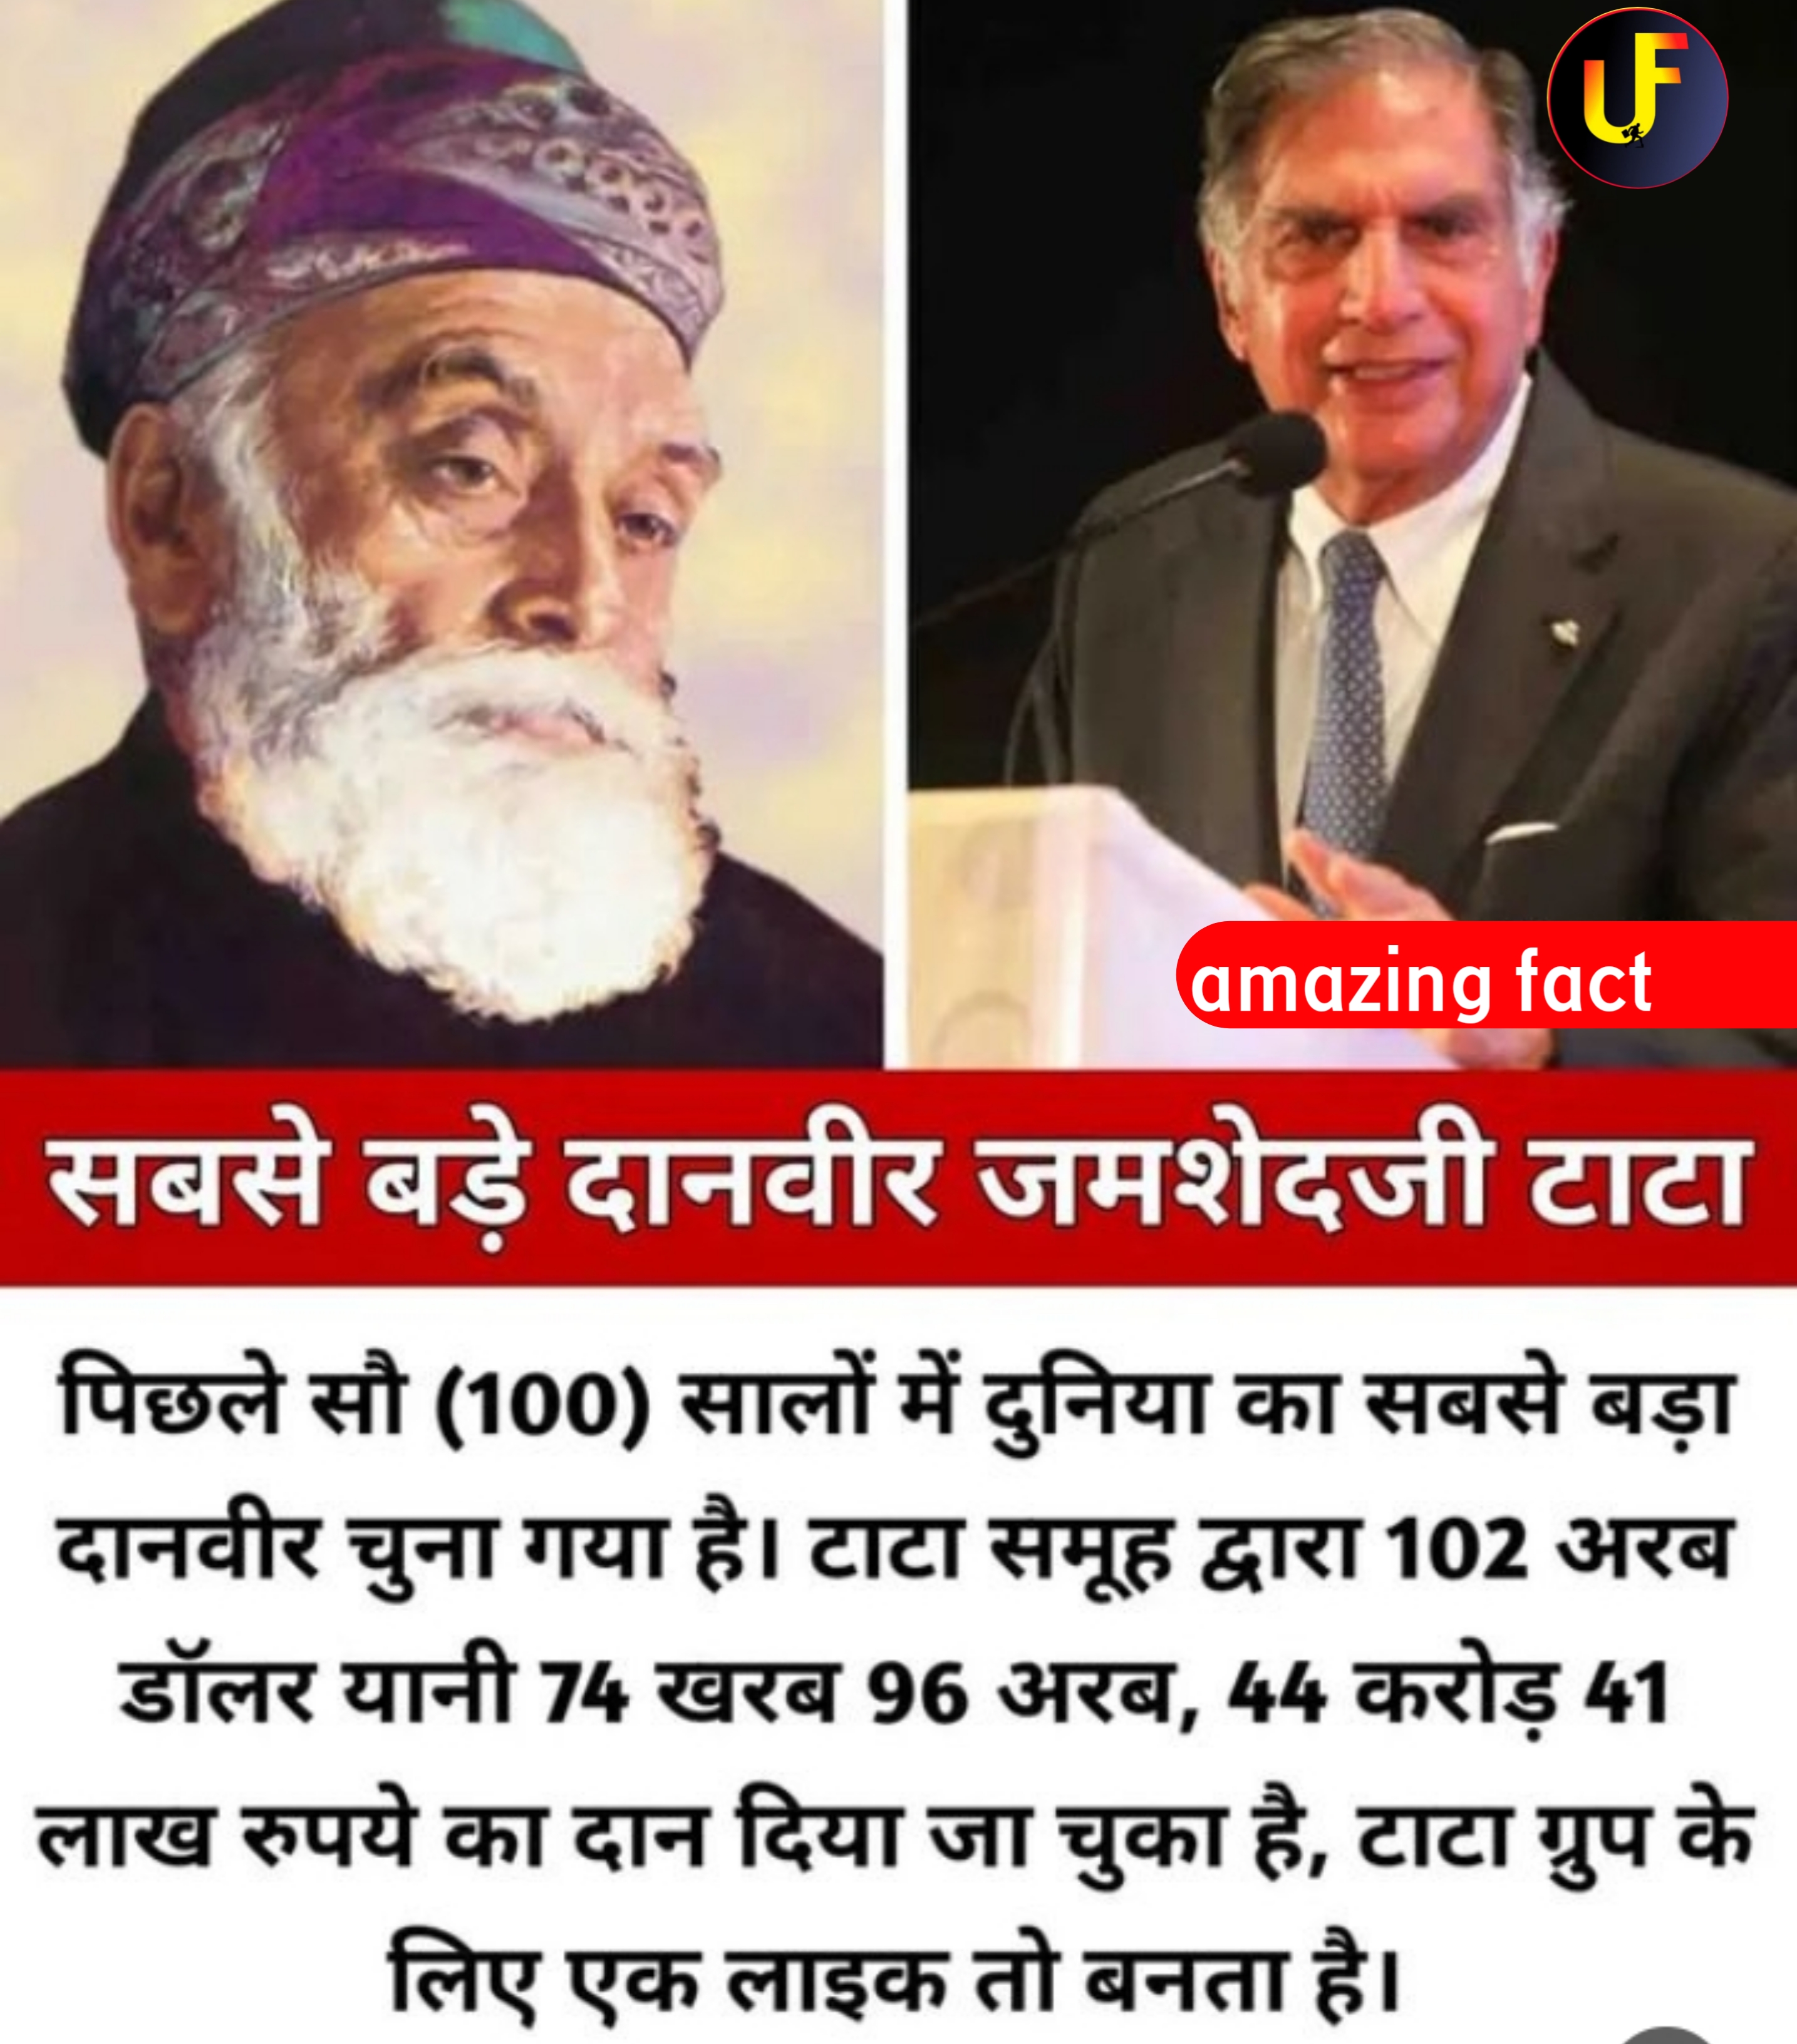 UF
amazing fact
सबसे बड़े दानवीर जमशेदजी टाटा
पिछले सौ (100) सालों में दुनिया का सबसे बड़ा
दानवीर चुना गया है। टाटा समूह द्वारा 102 अरब
डॉलर यानी 74 खरब 96 अरब, 44 करोड़ 41
लाख रुपये का दान दिया जा चुका है, टाटा ग्रुप के
लिए एक लाइक तो बनता है।